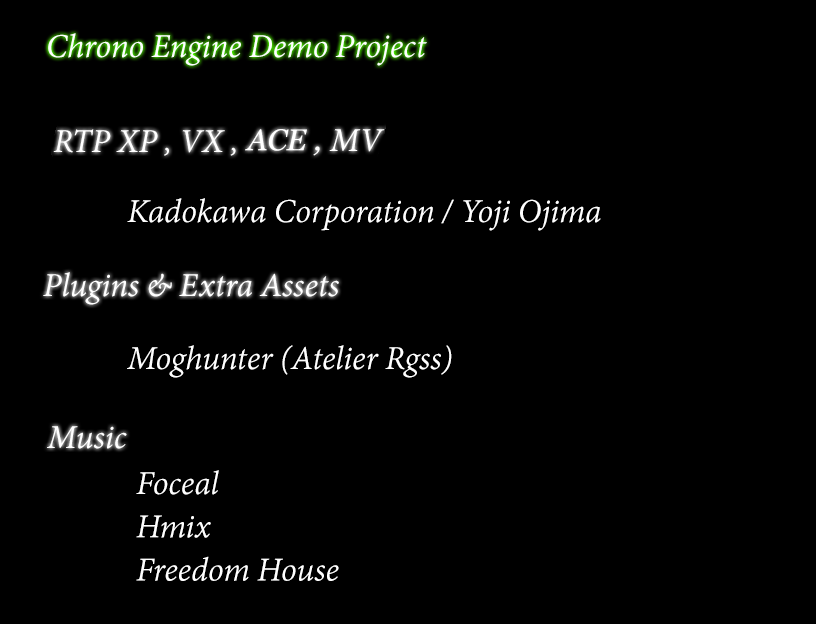 Chrono Engine Demo Project
RTP XP , VX , ACE , MV
Kadokawa Corporation / Yoji Ojima
Plugins & Extra Assets
Moghunter (Atelier Rgss)
Music
Foceal
Hmix
Freedom House